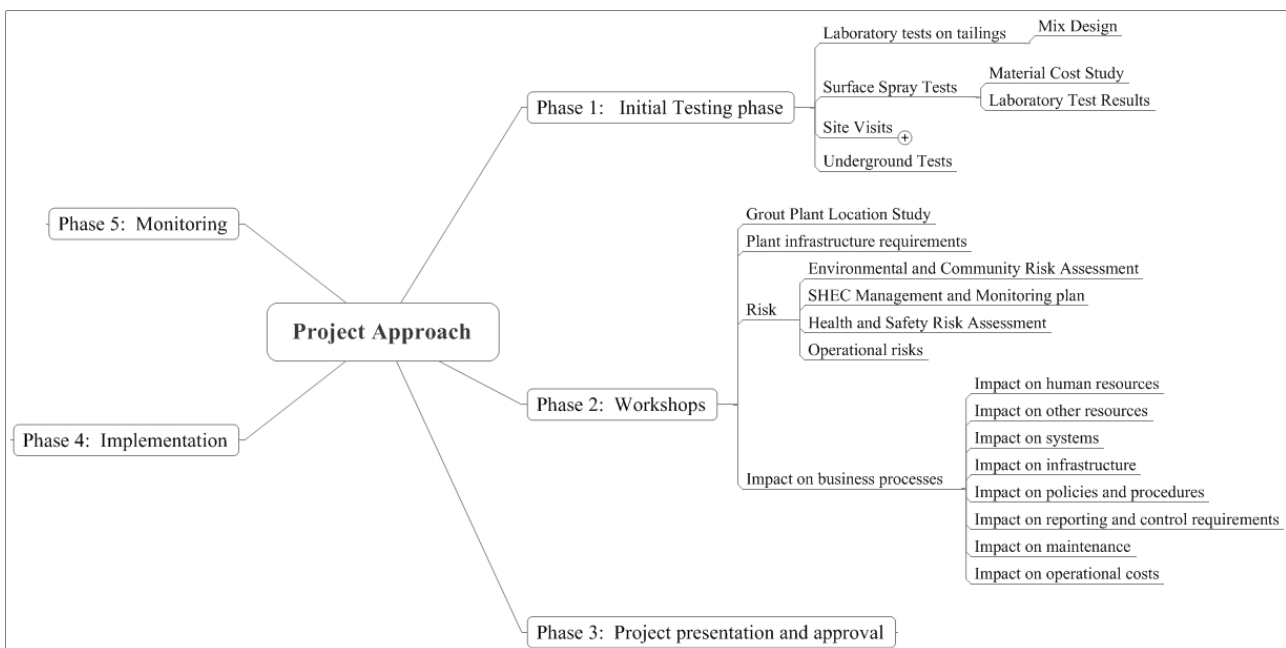 Project Approach
Phase 1: Initial Testing phase
Laboratory tests on tailings
Mix Design
Surface Spray Tests
Material Cost Study
Laboratory Test Results
Site Visits
Underground Tests
Phase 2: Workshops
Grout Plant Location Study
Plant infrastructure requirements
Risk
Environmental and Community Risk Assessment
SHEC Management and Monitoring plan
Health and Safety Risk Assessment
Operational risks
Impact on business processes
Impact on human resources
Impact on other resources
Impact on systems
Impact on infrastructure
Impact on policies and procedures
Impact on reporting and control requirements
Impact on maintenance
Impact on operational costs
Phase 3: Project presentation and approval
Phase 4: Implementation
Phase 5: Monitoring